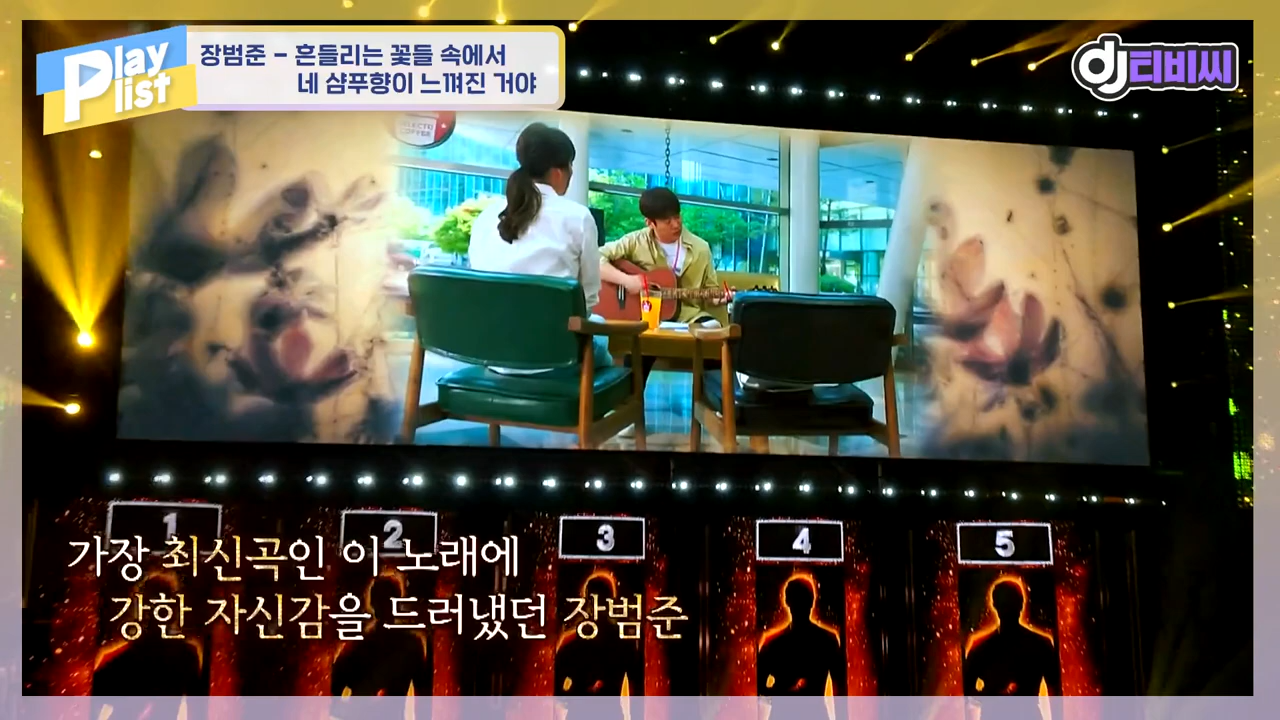 Play
list
장범준 - 흔들리는 꽃들 속에서
네 샴푸향이 느껴진 거야
dj티비씨
COFFEE
1
2
3
4
5
가장 최신곡인 이 노래에
강한 자신감을 드러냈던 장범준